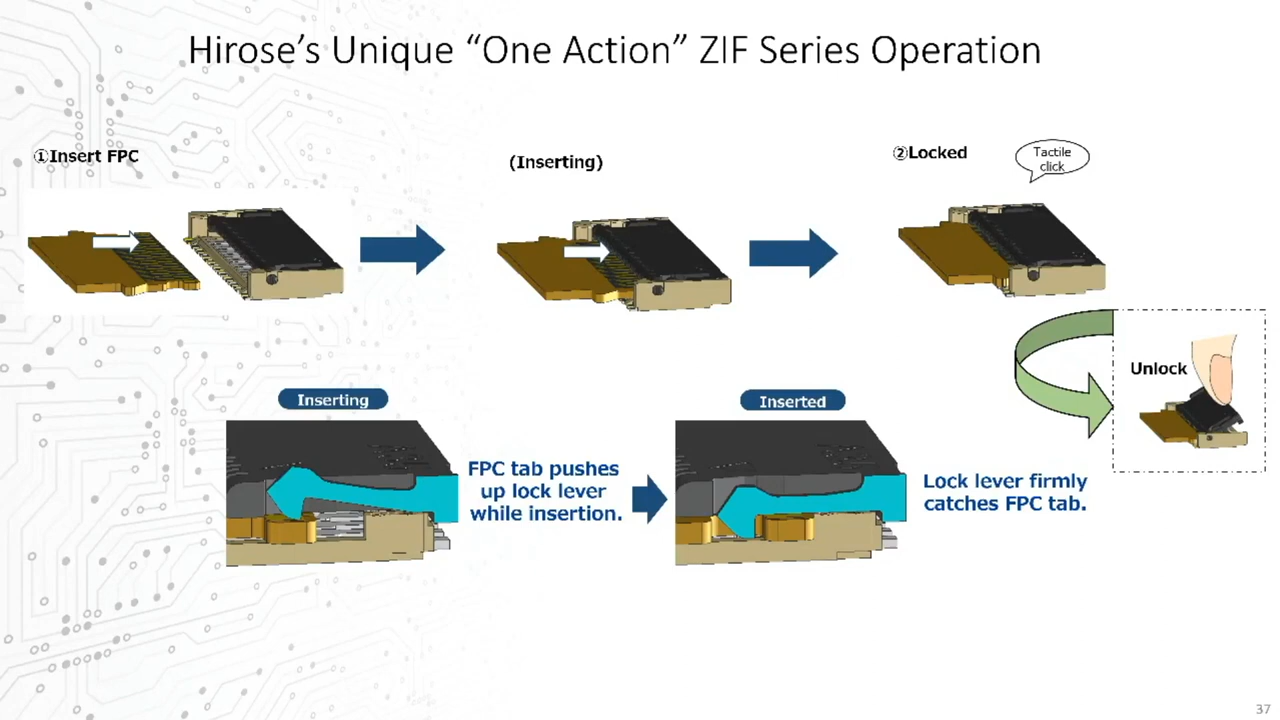 Hirose’s Unique “One Action” ZIF Series Operation
①Insert FPC
(Inserting)
②Locked
Tactile
click
Unlock
Inserting
FPC tab pushes
up lock lever
while insertion.
Inserted
Lock lever firmly
catches FPC tab.
37